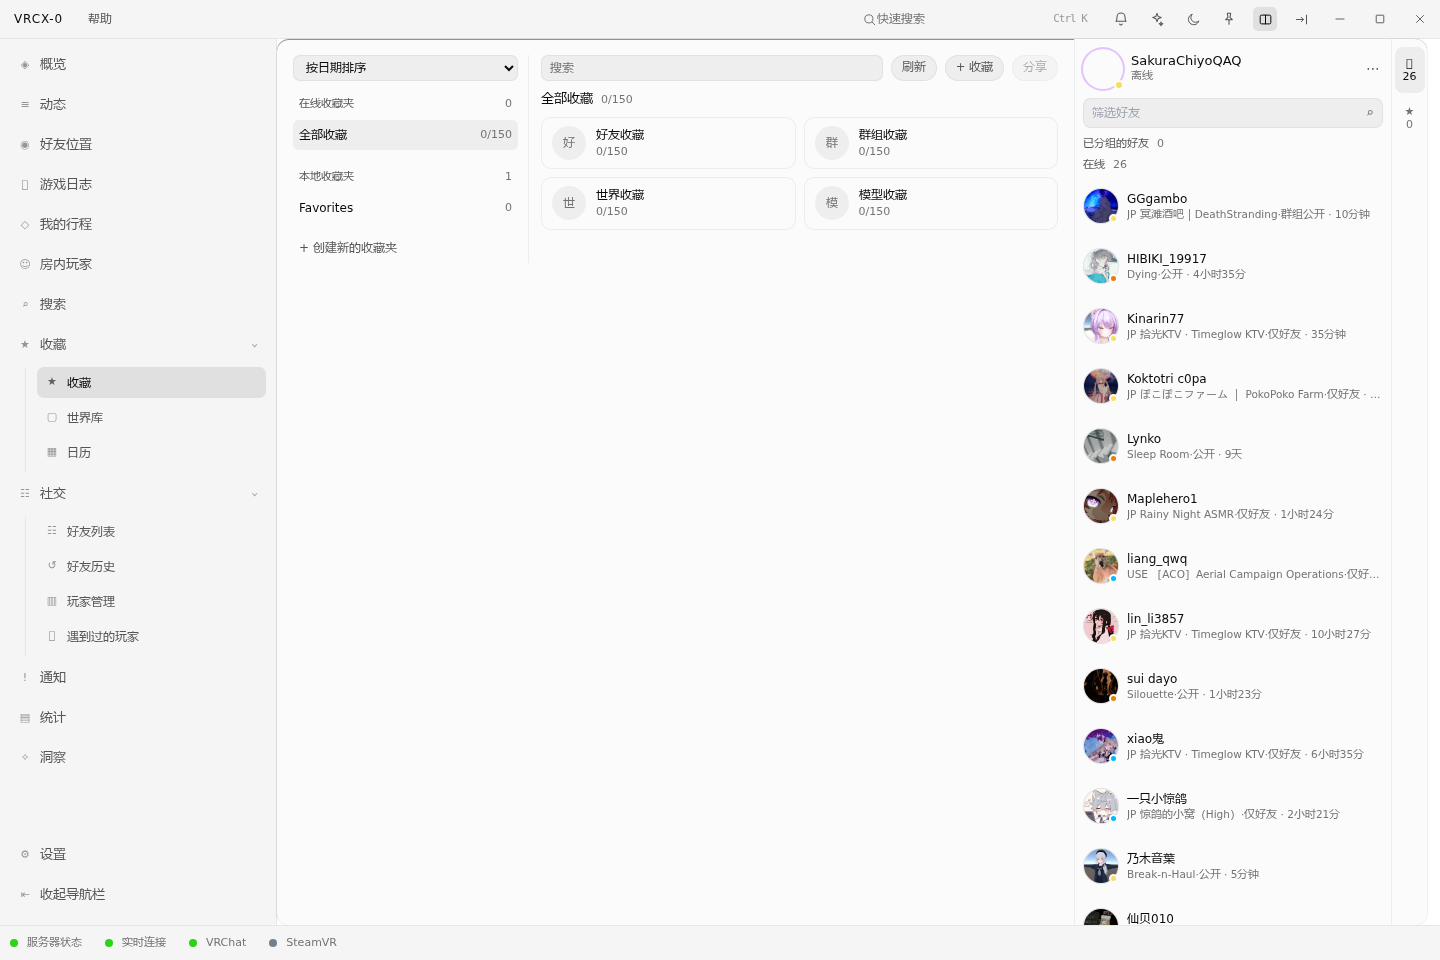 VRCX-0
帮助
快速搜索
Ctrl K
概览
动态
好友位置
游戏日志
我的行程
房内玩家
搜索
收藏
收藏
世界库
日历
社交
好友列表
好友历史
玩家管理
遇到过的玩家
通知
统计
洞察
设置
收起导航栏
按日期排序
在线收藏夹 0
全部收藏 0/150
本地收藏夹 1
Favorites 0
+ 创建新的收藏夹
搜索
刷新
+ 收藏
分享
全部收藏 0/150
好 好友收藏
0/150
群 群组收藏
0/150
世 世界收藏
0/150
模 模型收藏
0/150
SakuraChiyoQAQ
离线
...
筛选好友
已分组的好友 0
在线 26
GGgambo
JP 冥滩酒吧 | DeathStranding·群组公开 · 10分钟
HIBIKI_19917
Dying·公开 · 4小时35分
Kinarin77
JP 拾光KTV · Timeglow KTV·仅好友 · 35分钟
Koktotri c0pa
JP ぽこぽこファーム ｜ PokoPoko Farm·仅好友 · ...
Lynko
Sleep Room·公开 · 9天
Maplehero1
JP Rainy Night ASMR·仅好友 · 1小时24分
liang_qwq
USE ［ACO］Aerial Campaign Operations·仅好...
lin_li3857
JP 拾光KTV · Timeglow KTV·仅好友 · 10小时27分
sui dayo
Silouette·公开 · 1小时23分
xiao鬼
JP 拾光KTV · Timeglow KTV·仅好友 · 6小时35分
一只小惊鸽
JP 惊鸽的小窝（High）·仅好友 · 2小时21分
乃木音葉
Break-n-Haul·公开 · 5分钟
仙贝010
26
0
服务器状态
实时连接
VRChat
SteamVR